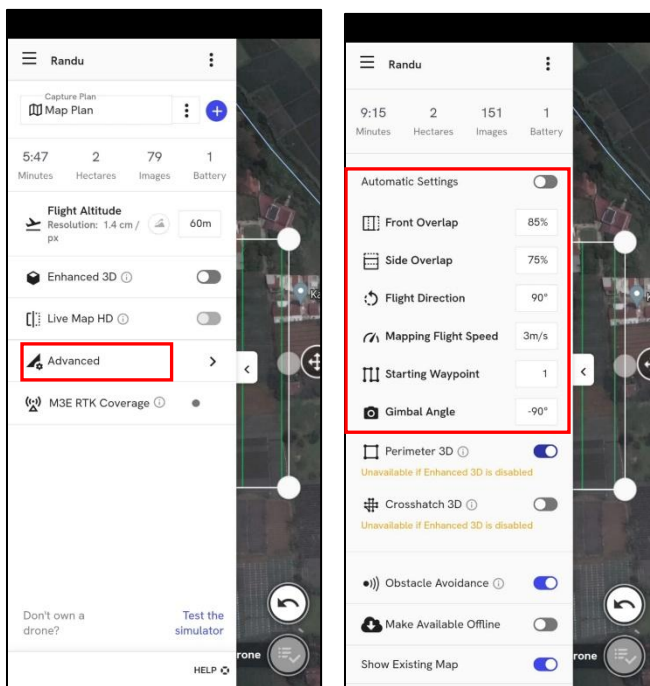 Randu
Capture Plan
Map Plan
5:47 2 79 1
Minutes Hectares Images Battery
Flight Altitude
Resolution: 1.4 cm /
px
60m
Enhanced 3D
Live Map HD
Advanced
M3E RTK Coverage
Don't own a
drone?
Test the
simulator
HELP
rone
Randu
9:15 2 151 1
Minutes Hectares Images Battery
Automatic Settings
Front Overlap 85%
Side Overlap 75%
Flight Direction 90°
Mapping Flight Speed 3m/s
Starting Waypoint 1
Gimbal Angle -90°
Perimeter 3D
Unavailable if Enhanced 3D is disabled
Crosshatch 3D
Unavailable if Enhanced 3D is disabled
Obstacle Avoidance
Make Available Offline
Show Existing Map
rone